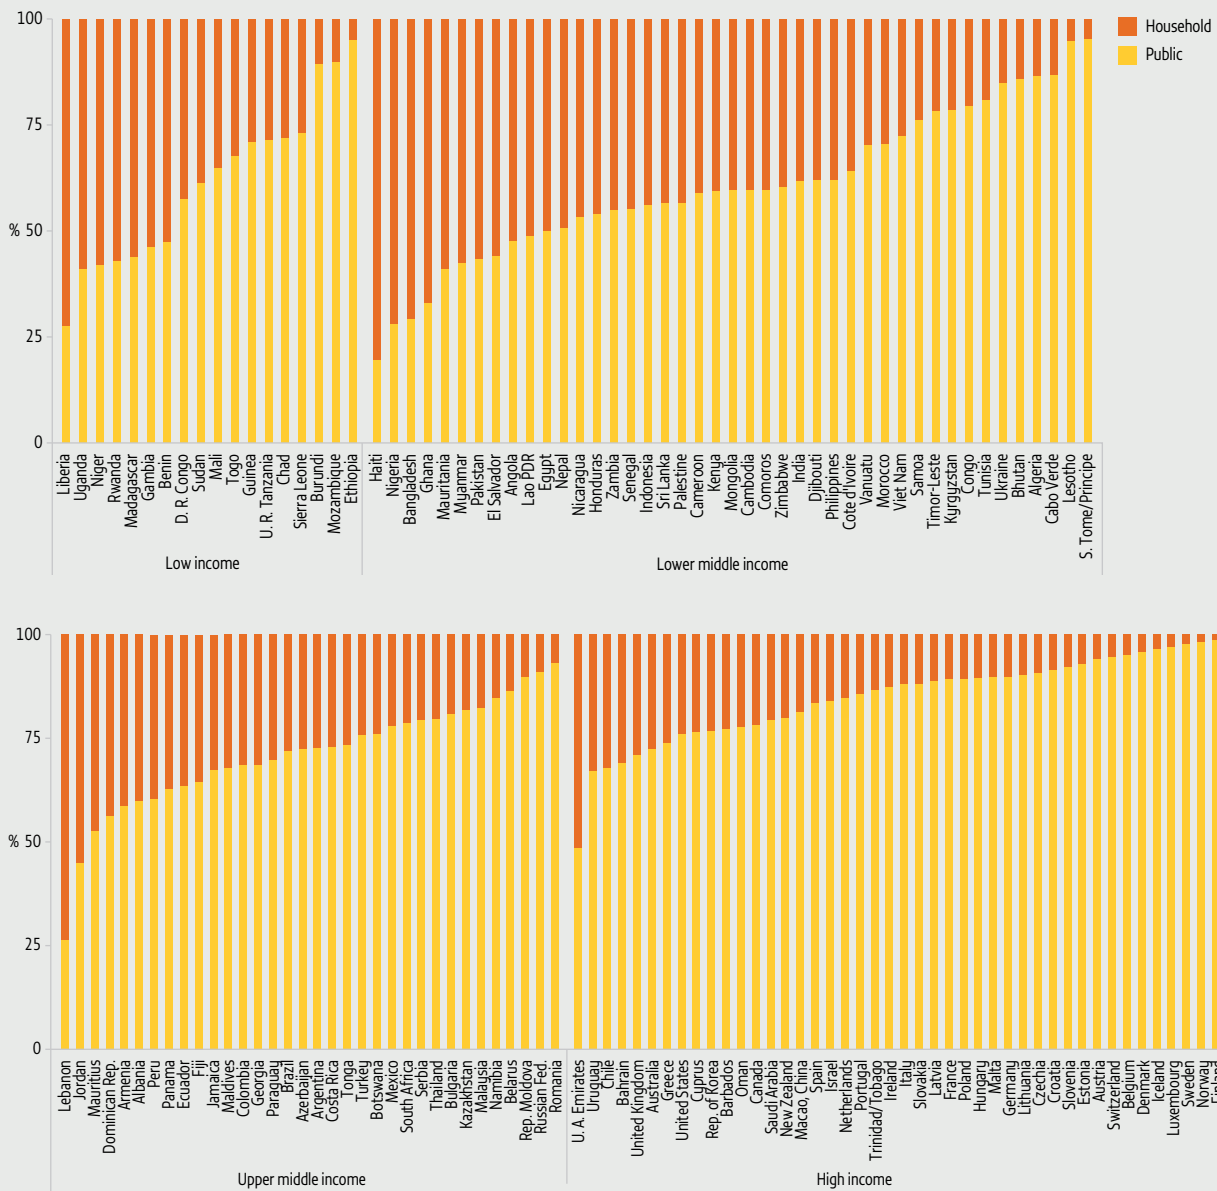 100
75
% 50
25
0
Household
Public
Liberia
Uganda
Niger
Rwanda
Madagascar
Gambia
Benin
D. R. Congo
Sudan
Mali
Togo
Guinea
U. R. Tanzania
Chad
Sierra Leone
Burundi
Mozambique
Ethiopia
Haiti
Nigeria
Bangladesh
Ghana
Mauritania
Myanmar
Pakistan
El Salvador
Angola
Lao PDR
Egypt
Nepal
Nicaragua
Honduras
Zambia
Senegal
Indonesia
Sri Lanka
Palestine
Cameroon
Kenya
Mongolia
Cambodia
Comoros
Zimbabwe
India
Djibouti
Philippines
Cote d'Ivoire
Vanuatu
Morocco
Viet Nam
Samoa
Timor-Leste
Kyrgyzstan
Congo
Tunisia
Ukraine
Bhutan
Algeria
Cabo Verde
Lesotho
S. Tome/Principe
Low income
Lower middle income
100
75
% 50
25
0
Lebanon
Jordan
Mauritius
Dominican Rep.
Armenia
Albania
Peru
Panama
Ecuador
Fiji
Jamaica
Maldives
Colombia
Georgia
Paraguay
Brazil
Azerbaijan
Argentina
Costa Rica
Tonga
Turkey
Botswana
Mexico
South Africa
Serbia
Thailand
Bulgaria
Kazakhstan
Malaysia
Namibia
Belarus
Rep. Moldova
Russian Fed.
Romania
U. A. Emirates
Uruguay
Chile
Bahrain
United Kingdom
Australia
Greece
United States
Cyprus
Rep. of Korea
Barbados
Oman
Canada
Saudi Arabia
New Zealand
Macao, China
Spain
Israel
Netherlands
Portugal
Trinidad/Tobago
Ireland
Italy
Slovakia
Latvia
France
Poland
Hungary
Malta
Germany
Lithuania
Czechia
Croatia
Slovenia
Estonia
Austria
Switzerland
Belgium
Denmark
Iceland
Luxembourg
Sweden
Norway
Upper middle income
High income